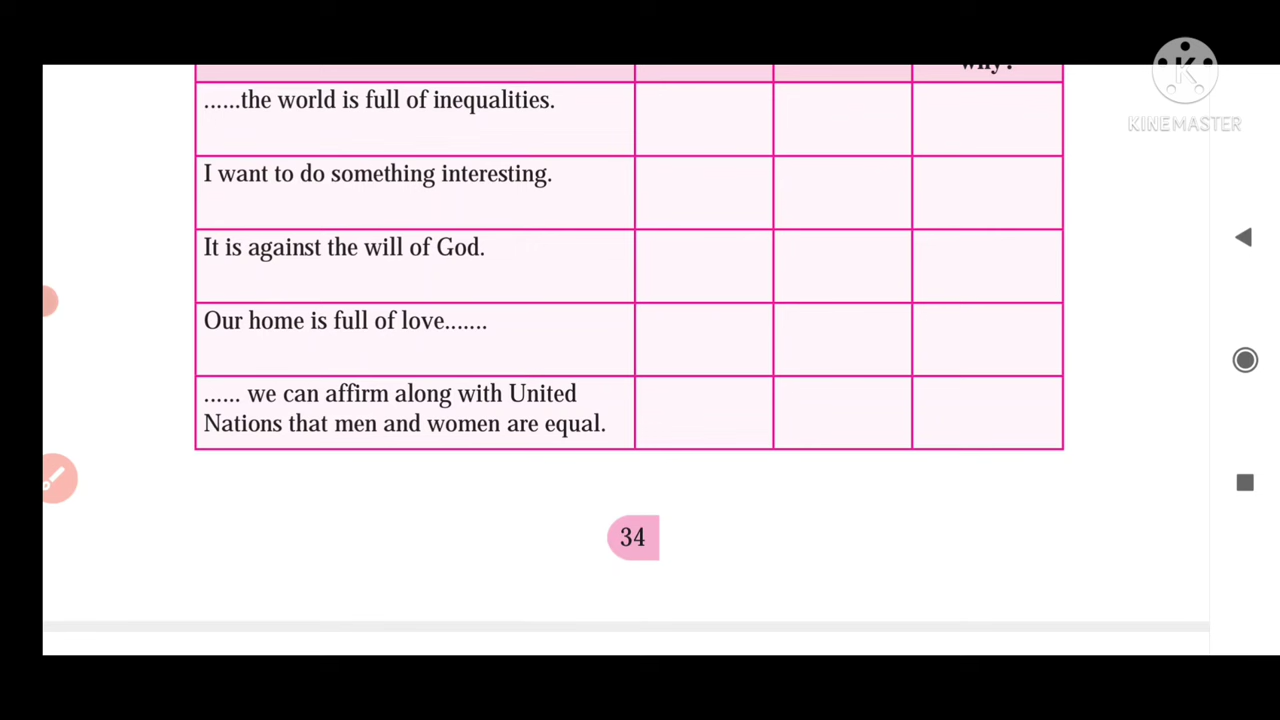 why?
......the world is full of inequalities.
I want to do something interesting.
It is against the will of God.
Our home is full of love.......
...... we can affirm along with United
Nations that men and women are equal.
34
K
KINEMASTER